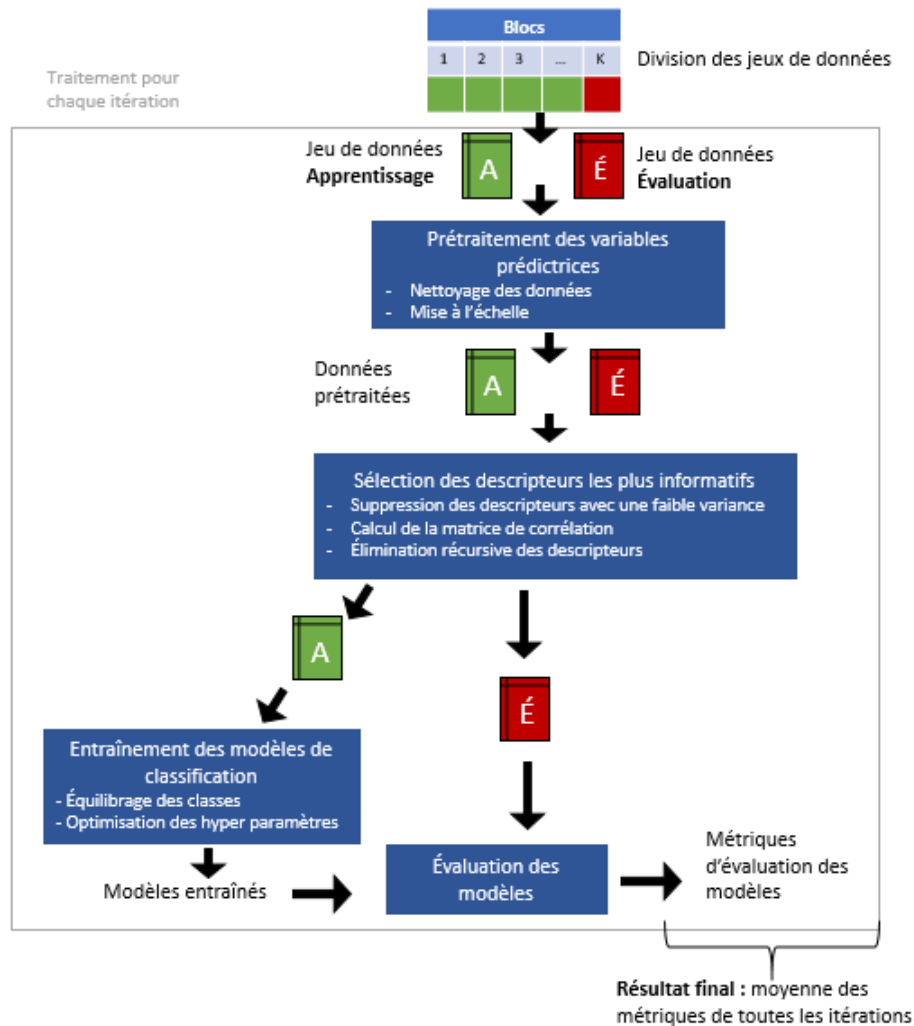 Blocs
1 2 3 ... K
Division des jeux de données
Traitement pour
chaque itération
Jeu de données
Apprentissage
A
É
Jeu de données
Évaluation
Prétraitement des variables
prédictrices
- Nettoyage des données
- Mise à l'échelle
Données
prétraitées
A
É
Sélection des descripteurs les plus informatifs
- Suppression des descripteurs avec une faible variance
- Calcul de la matrice de corrélation
- Élimination récursive des descripteurs
A
É
Entraînement des modèles de
classification
- Équilibrage des classes
- Optimisation des hyper paramètres
Modèles entraînés
Évaluation des
modèles
Métriques
d'évaluation des
modèles
Résultat final : moyenne des
métriques de toutes les itérations